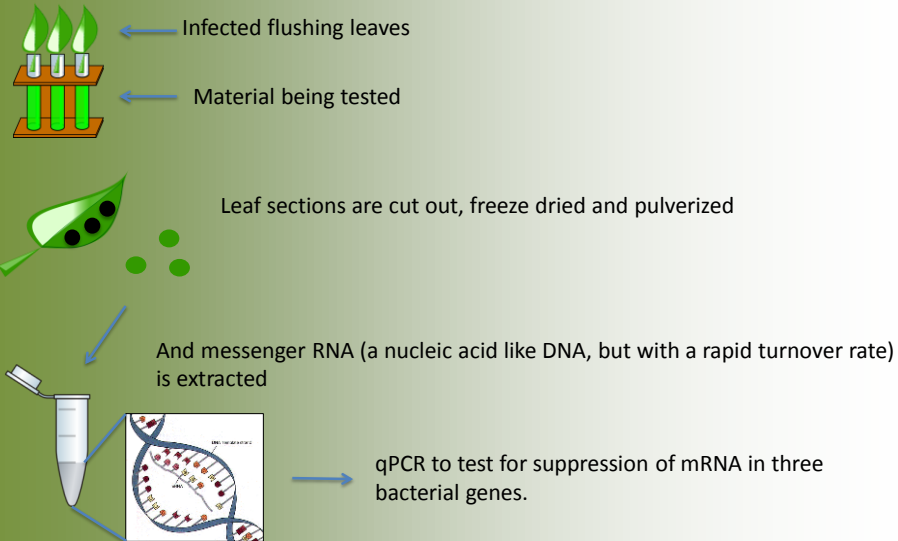 Infected flushing leaves
Material being tested
Leaf sections are cut out, freeze dried and pulverized
And messenger RNA (a nucleic acid like DNA, but with a rapid turnover rate)
is extracted
mRNA
qPCR to test for suppression of mRNA in three
bacterial genes.